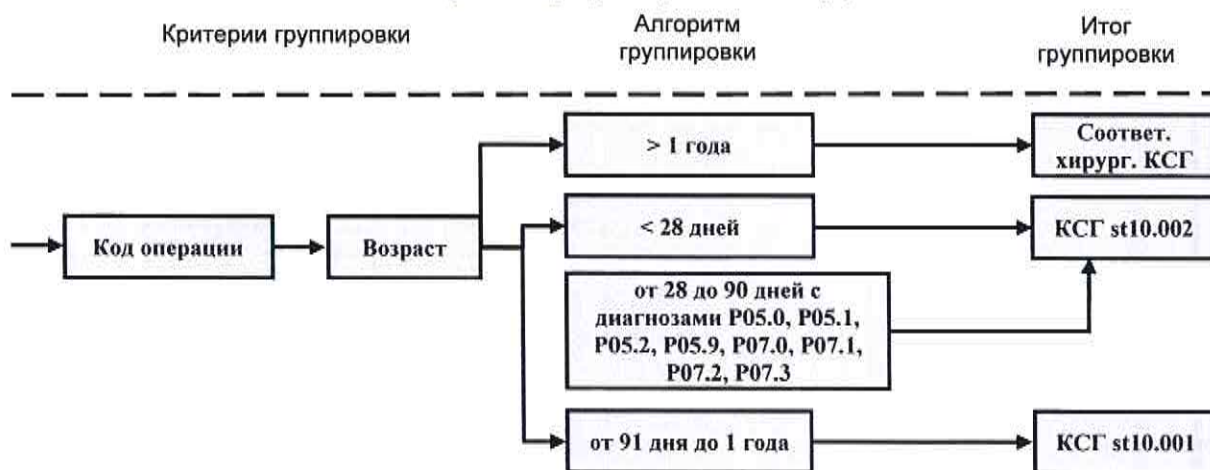 Критерии группировки
Алгоритм
группировки
Итог
группировки
> 1 года
Соответ.
хирург. КСГ
Код операции
Возраст
< 28 дней
КСГ st10.002
от 28 до 90 дней с
диагнозами P05.0, P05.1,
P05.2, P05.9, P07.0, P07.1,
P07.2, P07.3
от 91 дня до 1 года
КСГ st10.001